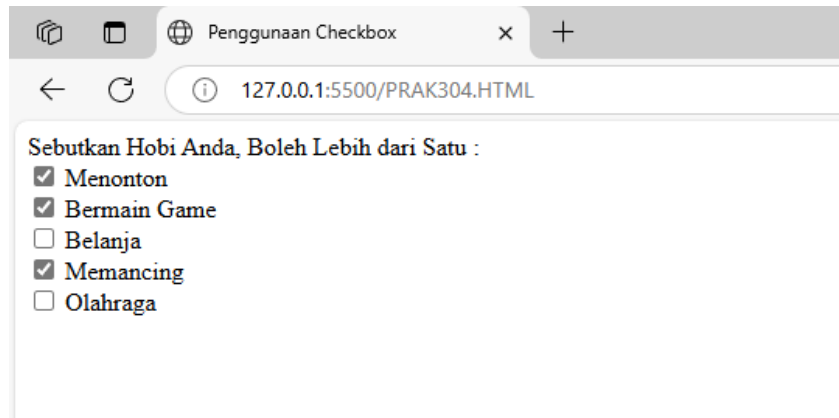 Penggunaan Checkbox
127.0.0.1:5500/PRAK304.HTML
Sebutkan Hobi Anda, Boleh Lebih dari Satu :
Menonton
Bermain Game
Belanja
Memancing
Olahraga